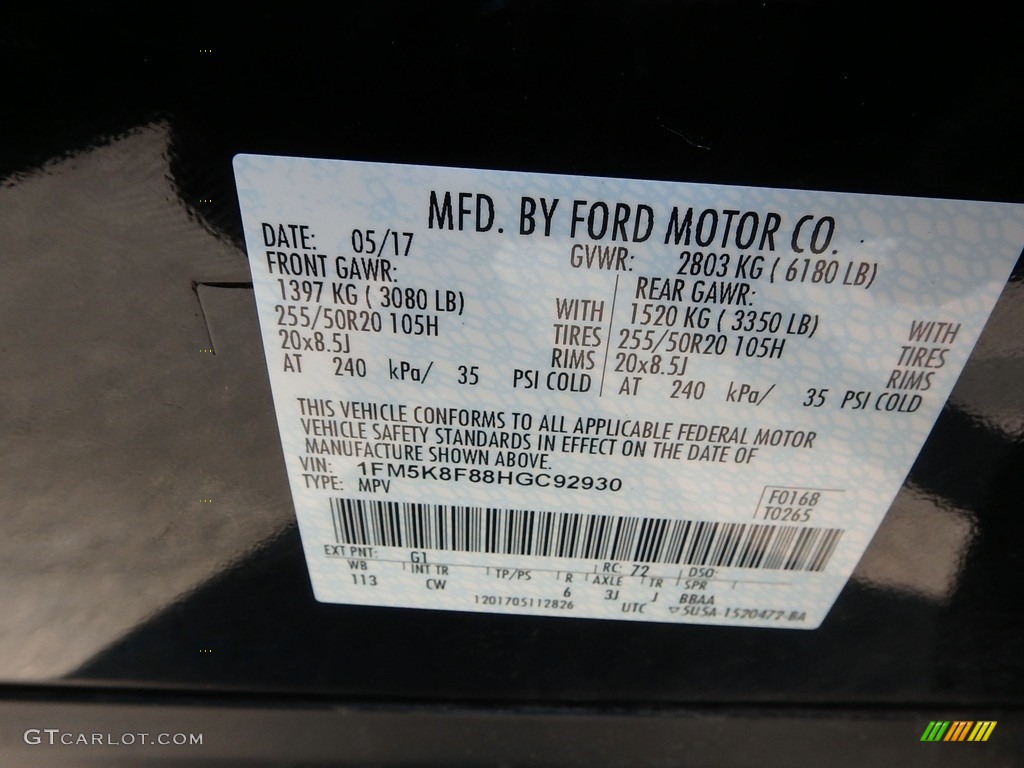 MFD. BY FORD MOTOR CO.
DATE: 05/17 GVWR: 2803 KG ( 6180 LB)
FRONT GAWR: REAR GAWR:
1397 KG ( 3080 LB) WITH 1520 KG ( 3350 LB) WITH
255/50R20 105H TIRES 255/50R20 105H TIRES
20x8.5J RIMS 20x8.5J RIMS
AT 240 kPa/ 35 PSI COLD AT 240 kPa/ 35 PSI COLD
THIS VEHICLE CONFORMS TO ALL APPLICABLE FEDERAL MOTOR
VEHICLE SAFETY STANDARDS IN EFFECT ON THE DATE OF
MANUFACTURE SHOWN ABOVE.
VIN: 1FM5K8F88HGC92930
TYPE: MPV
F0168
T0265
EXT PNT: G1 RC: 72 DSO:
WB INT TR TP/PS R AXLE TR SPR
113 CW 6 3J J BBAA
1201705112826 UTC ▽5USA-1520472-BA
GTCARLOT.COM